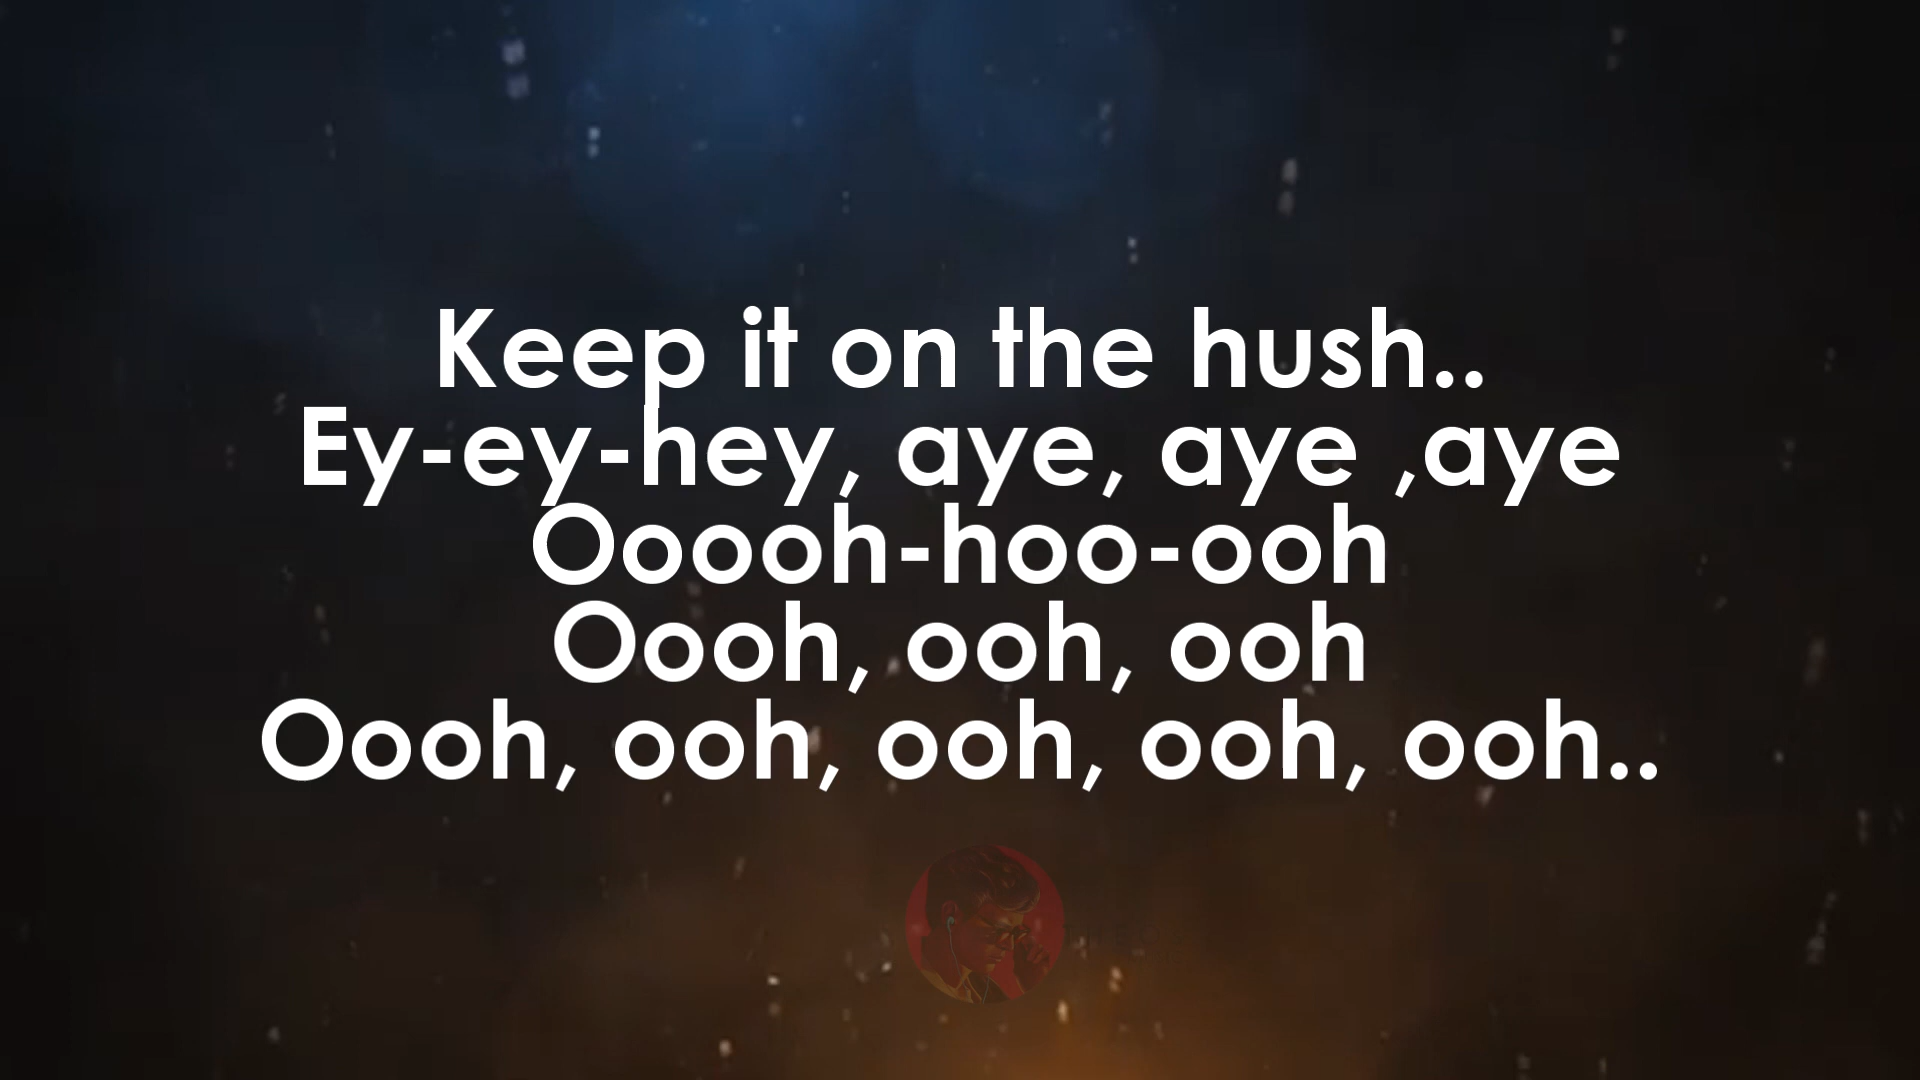 Keep it on the hush..
Ey-ey-hey, aye, aye ,aye
Ooooh-hoo-ooh
Oooh, ooh, ooh
Oooh, ooh, ooh, ooh, ooh..